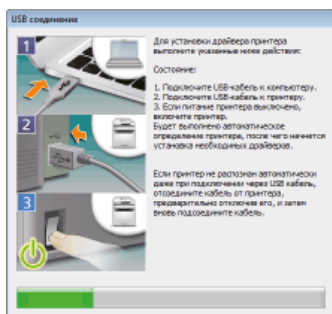 USB соединение
1
2
3
Для установки драйвера принтера
выполните указанные ниже действия:
Состояние:
1. Подключите USB-кабель к компьютеру.
2. Подключите USB-кабель к принтеру.
3. Если питание принтера выключено,
включите принтер.
Будет выполнено автоматическое
определение принтера, после чего начнется
установка необходимых драйверов.
Если принтер не распознан автоматически
даже при подключении через USB кабель,
отсоедините кабель от принтера,
предварительно отключив его, и затем
вновь подсоедините кабель.